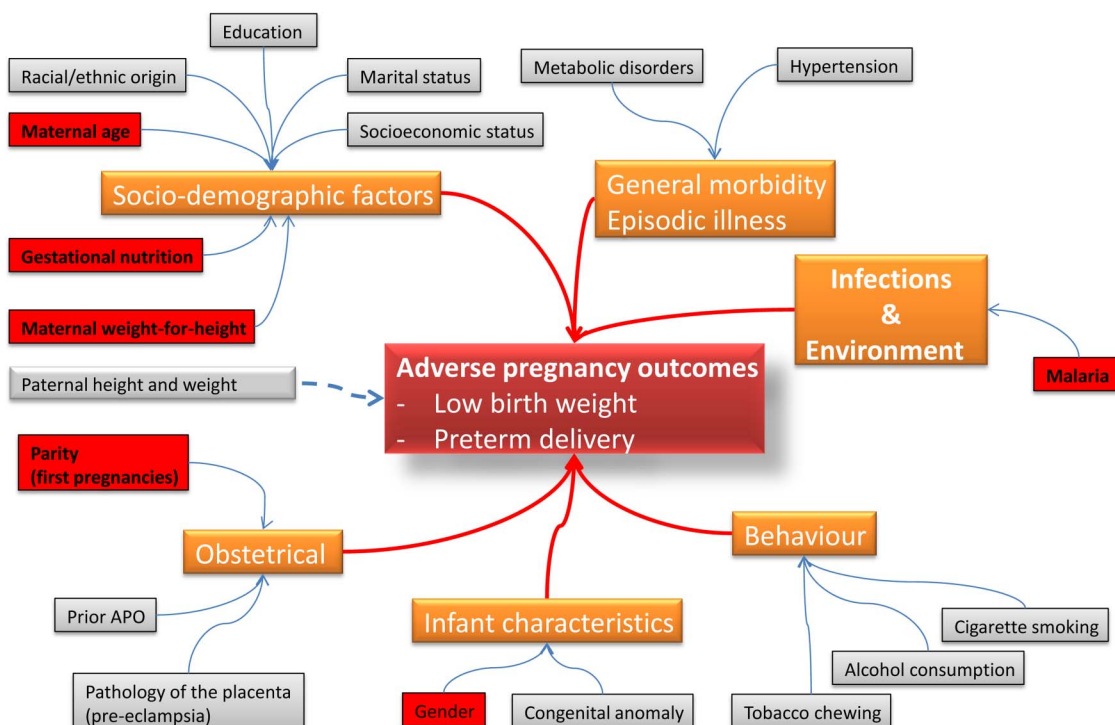 Education
Racial/ethnic origin
Marital status
Maternal age
Socioeconomic status
Socio-demographic factors
Gestational nutrition
Maternal weight-for-height
Paternal height and weight
Metabolic disorders
Hypertension
General morbidity
Episodic illness
Infections
&
Environment
Malaria
Adverse pregnancy outcomes
- Low birth weight
- Preterm delivery
Parity
(first pregnancies)
Obstetrical
Prior APO
Pathology of the placenta
(pre-eclampsia)
Infant characteristics
Gender
Congenital anomaly
Behaviour
Cigarette smoking
Alcohol consumption
Tobacco chewing